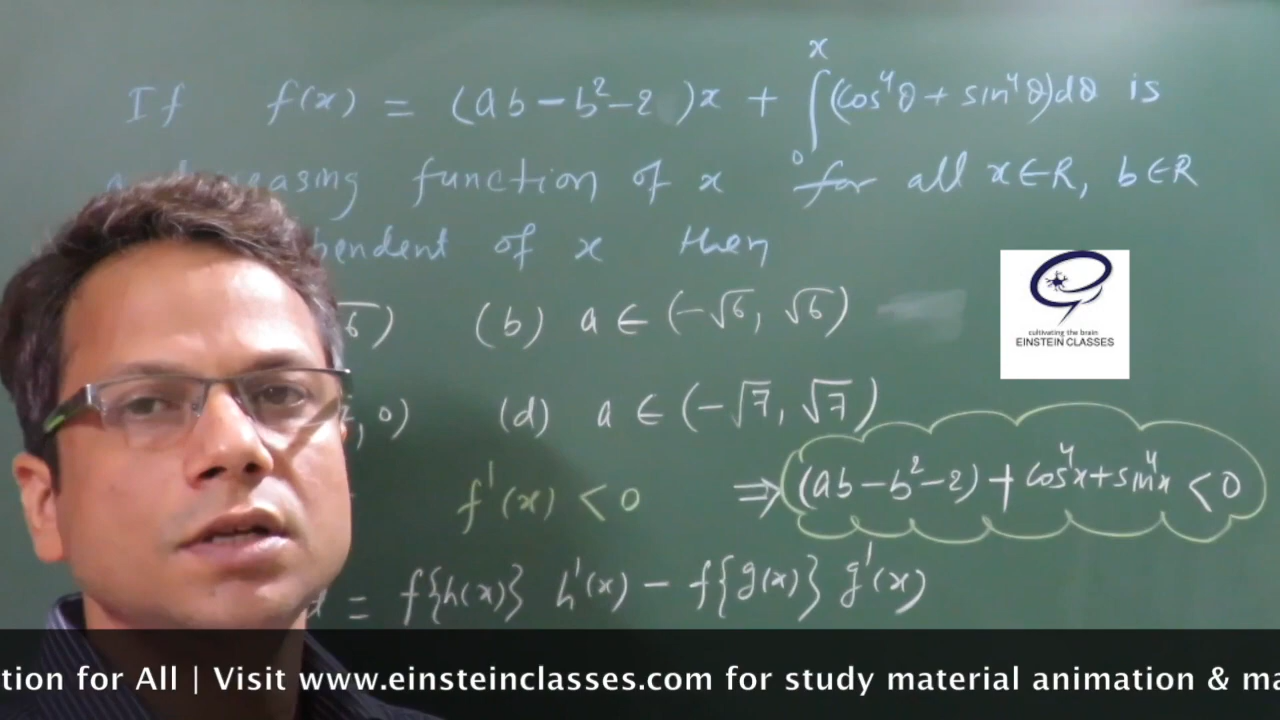 If f(x) = (ab - b² - 2)x + ∫₀ˣ (cos⁴θ + sin⁴θ)dθ is
function of x for all x ∈ R, b ∈ R
of x then
(b) a ∈ (-√6, √6)
, 0) (d) a ∈ (-√7, √7)
f'(x) < 0 ⇒ (ab - b² - 2) + cos⁴x + sin⁴x < 0
= f{h(x)} h'(x) - f{g(x)} g'(x)
cultivating the brain
EINSTEIN CLASSES
tion for All | Visit www.einsteinclasses.com for study material animation & ma